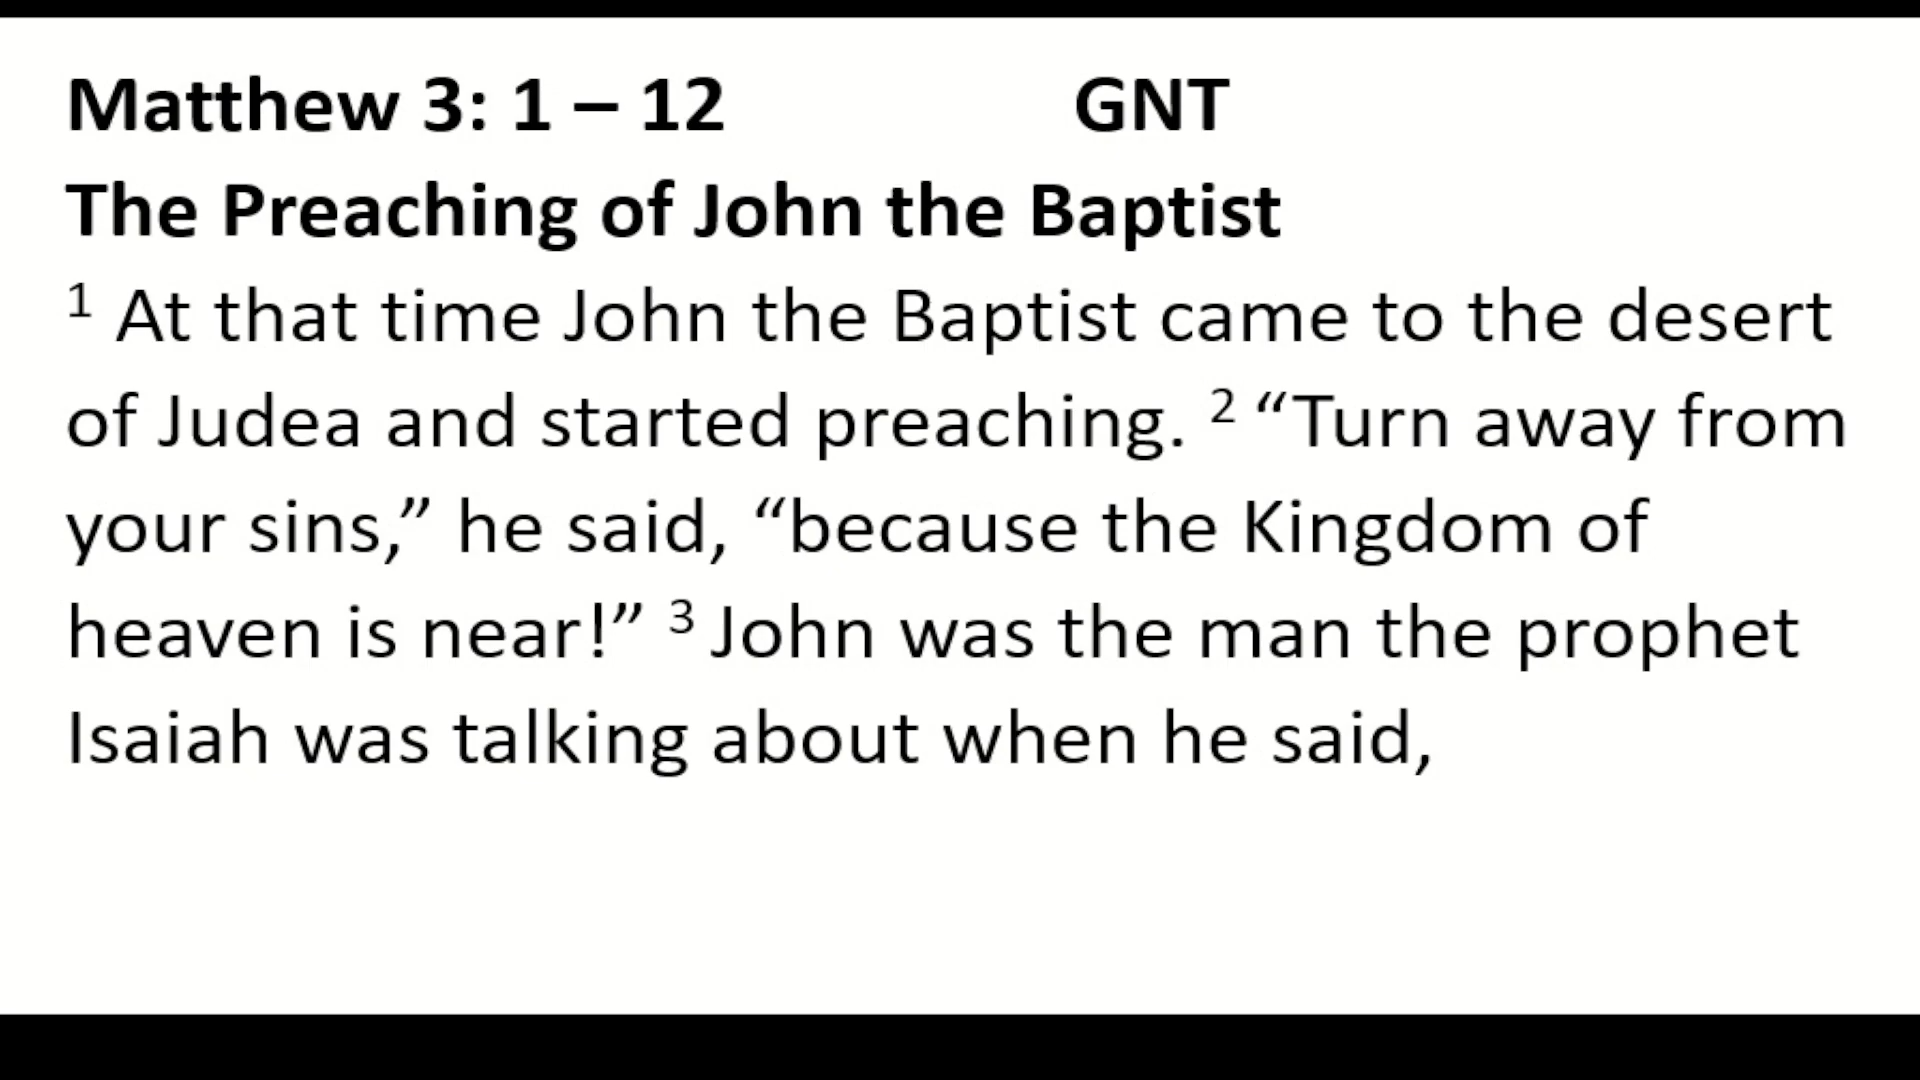 Matthew 3: 1 – 12 GNT
The Preaching of John the Baptist
¹ At that time John the Baptist came to the desert
of Judea and started preaching. ² “Turn away from
your sins,” he said, “because the Kingdom of
heaven is near!” ³ John was the man the prophet
Isaiah was talking about when he said,